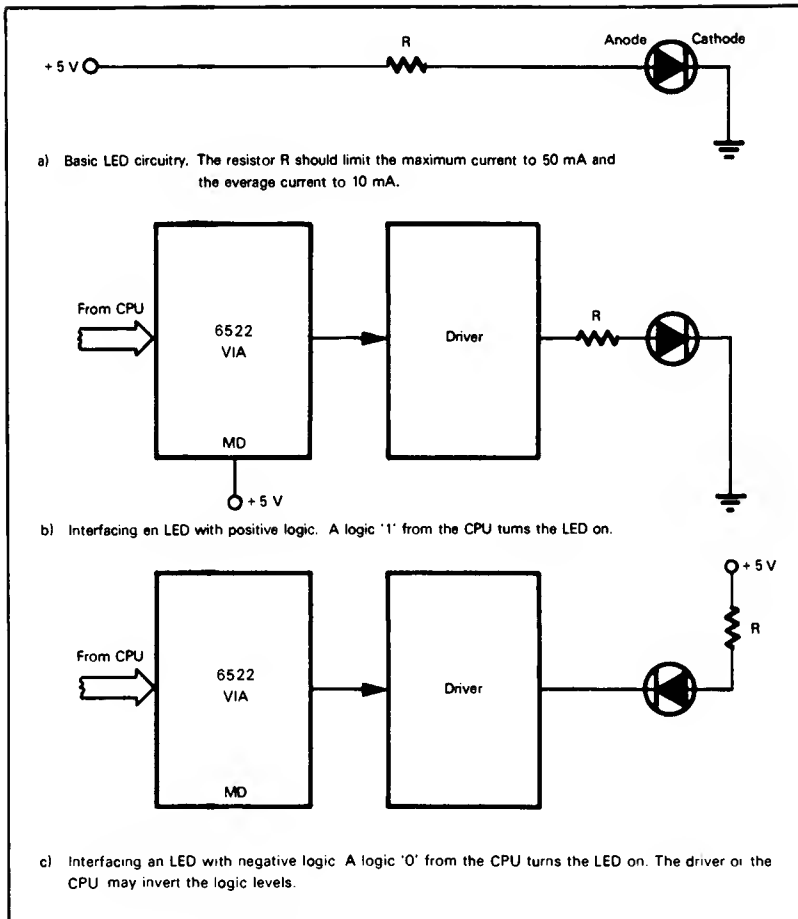 R
Anode Cathode
+ 5 V
a) Basic LED circuitry. The resistor R should limit the maximum current to 50 mA and
the everage current to 10 mA.
From CPU
6522
VIA
Driver
R
MD
+ 5 V
b) Interfacing en LED with positive logic. A logic '1' from the CPU turns the LED on.
+ 5 V
R
From CPU
6522
VIA
Driver
MD
c) Interfacing an LED with negative logic A logic '0' from the CPU turns the LED on. The driver or the
CPU may invert the logic levels.